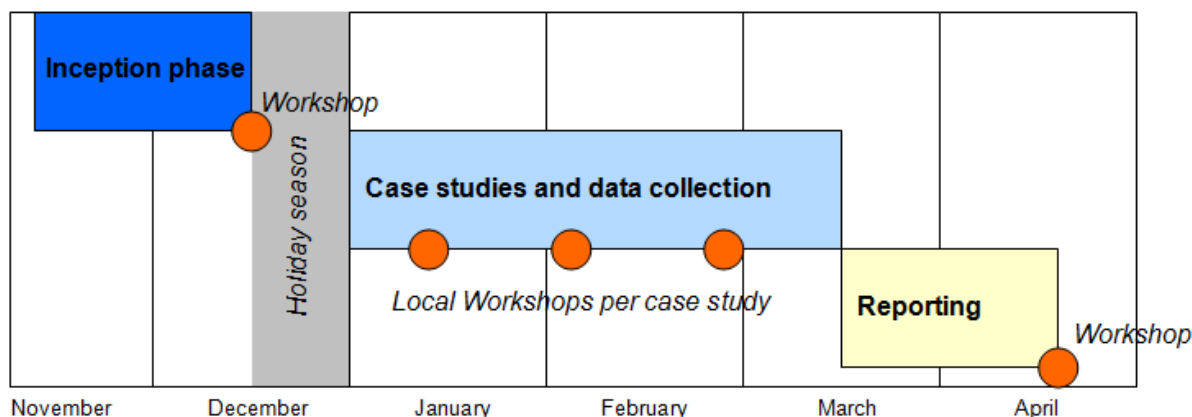 Inception phase
Workshop
Holiday season
Case studies and data collection
Local Workshops per case study
Reporting
Workshop
November December January February March April